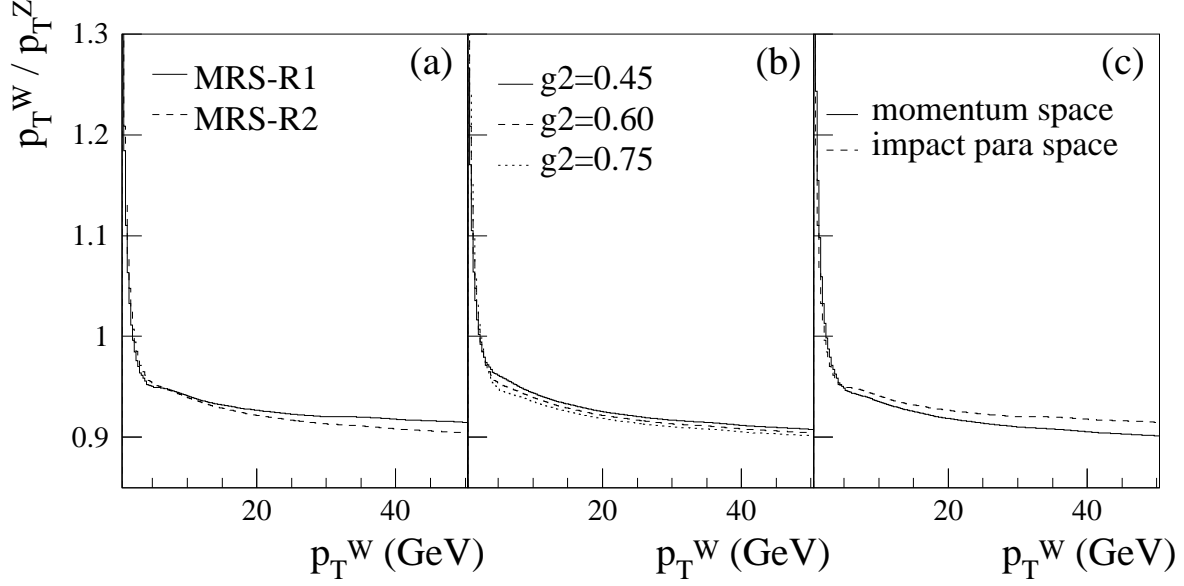 p_T^W / p_T^Z
1.3
1.2
1.1
1
0.9
(a)
MRS-R1
MRS-R2
20
40
p_T^W (GeV)
(b)
g2=0.45
g2=0.60
g2=0.75
20
40
p_T^W (GeV)
(c)
momentum space
impact para space
20
40
p_T^W (GeV)